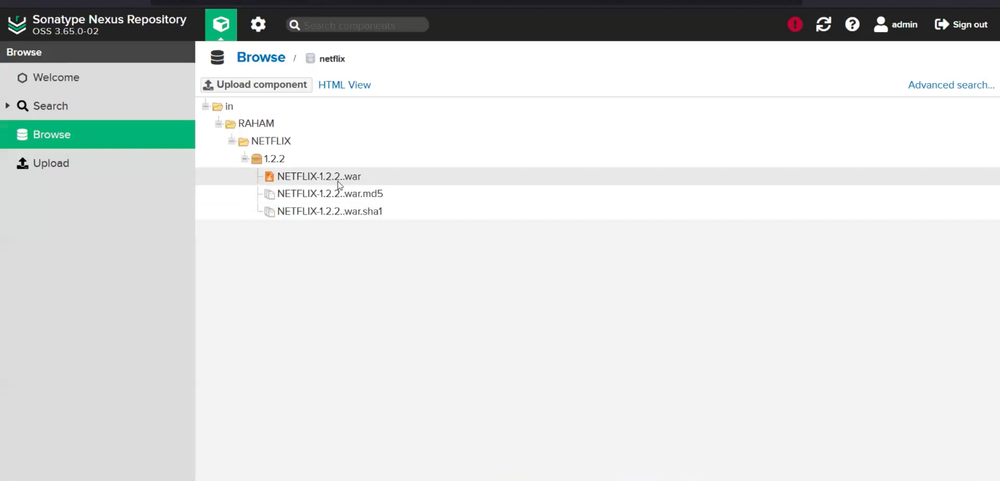 Sonatype Nexus Repository
OSS 3.65.0-02
Search components
admin
Sign out
Browse
Welcome
Search
Browse
Upload
Browse / netflix
Upload component
HTML View
Advanced search...
in
RAHAM
NETFLIX
1.2.2
NETFLIX-1.2.2..war
NETFLIX-1.2.2..war.md5
NETFLIX-1.2.2..war.sha1